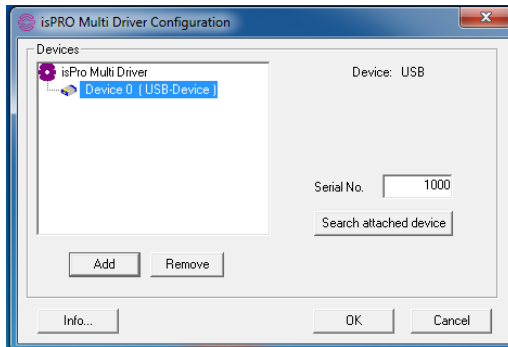 isPRO Multi Driver Configuration
Devices
isPro Multi Driver
Device 0 ( USB-Device )
Device: USB
Serial No. 1000
Search attached device
Add Remove
Info... OK Cancel